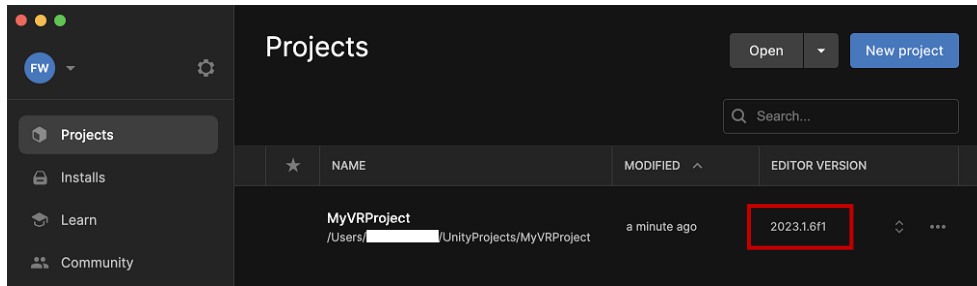 Projects
Open
New project
FW
Search...
Projects
Installs
Learn
Community
NAME
MODIFIED
EDITOR VERSION
MyVRProject
/Users/ /UnityProjects/MyVRProject
a minute ago
2023.1.6f1